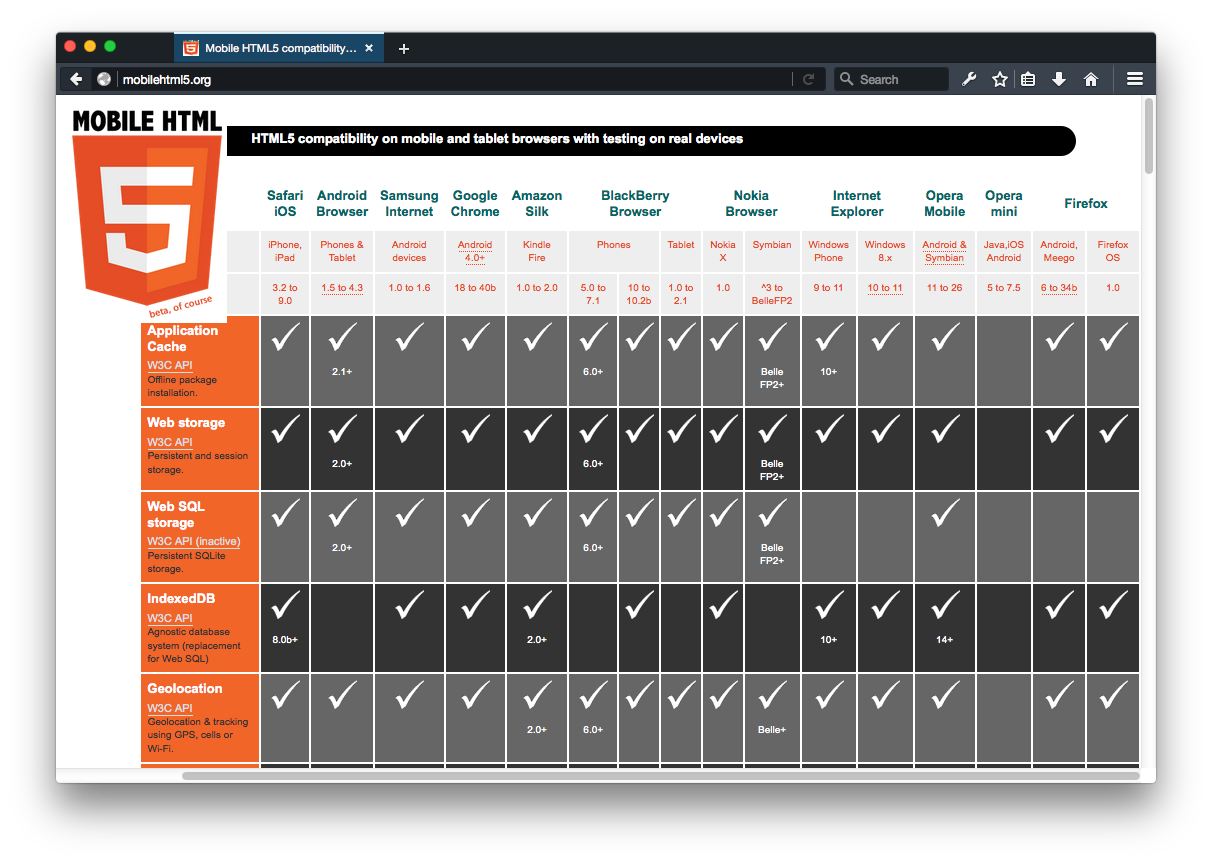 Mobile HTML5 compatibility…
mobilehtml5.org
Search
MOBILE HTML
5
beta, of course
HTML5 compatibility on mobile and tablet browsers with testing on real devices
Safari iOS
Android Browser
Samsung Internet
Google Chrome
Amazon Silk
BlackBerry Browser
Nokia Browser
Internet Explorer
Opera Mobile
Opera mini
Firefox
iPhone, iPad
Phones & Tablet
Android devices
Android 4.0+
Kindle Fire
Phones
Tablet
Nokia X
Symbian
Windows Phone
Windows 8.x
Android & Symbian
Java,iOS Android
Android, Meego
Firefox OS
3.2 to 9.0
1.5 to 4.3
1.0 to 1.6
18 to 40b
1.0 to 2.0
5.0 to 7.1
10 to 10.2b
1.0 to 2.1
1.0
^3 to BelleFP2
9 to 11
10 to 11
11 to 26
5 to 7.5
6 to 34b
1.0
Application
Cache
W3C API
Offline package
installation.
2.1+
6.0+
Belle FP2+
10+
Web storage
W3C API
Persistent and session
storage.
2.0+
6.0+
Belle FP2+
Web SQL
storage
W3C API (inactive)
Persistent SQLite
storage.
2.0+
6.0+
Belle FP2+
IndexedDB
W3C API
Agnostic database
system (replacement
for Web SQL)
8.0b+
2.0+
10+
14+
Geolocation
W3C API
Geolocation & tracking
using GPS, cells or
Wi-Fi.
2.0+
6.0+
Belle+